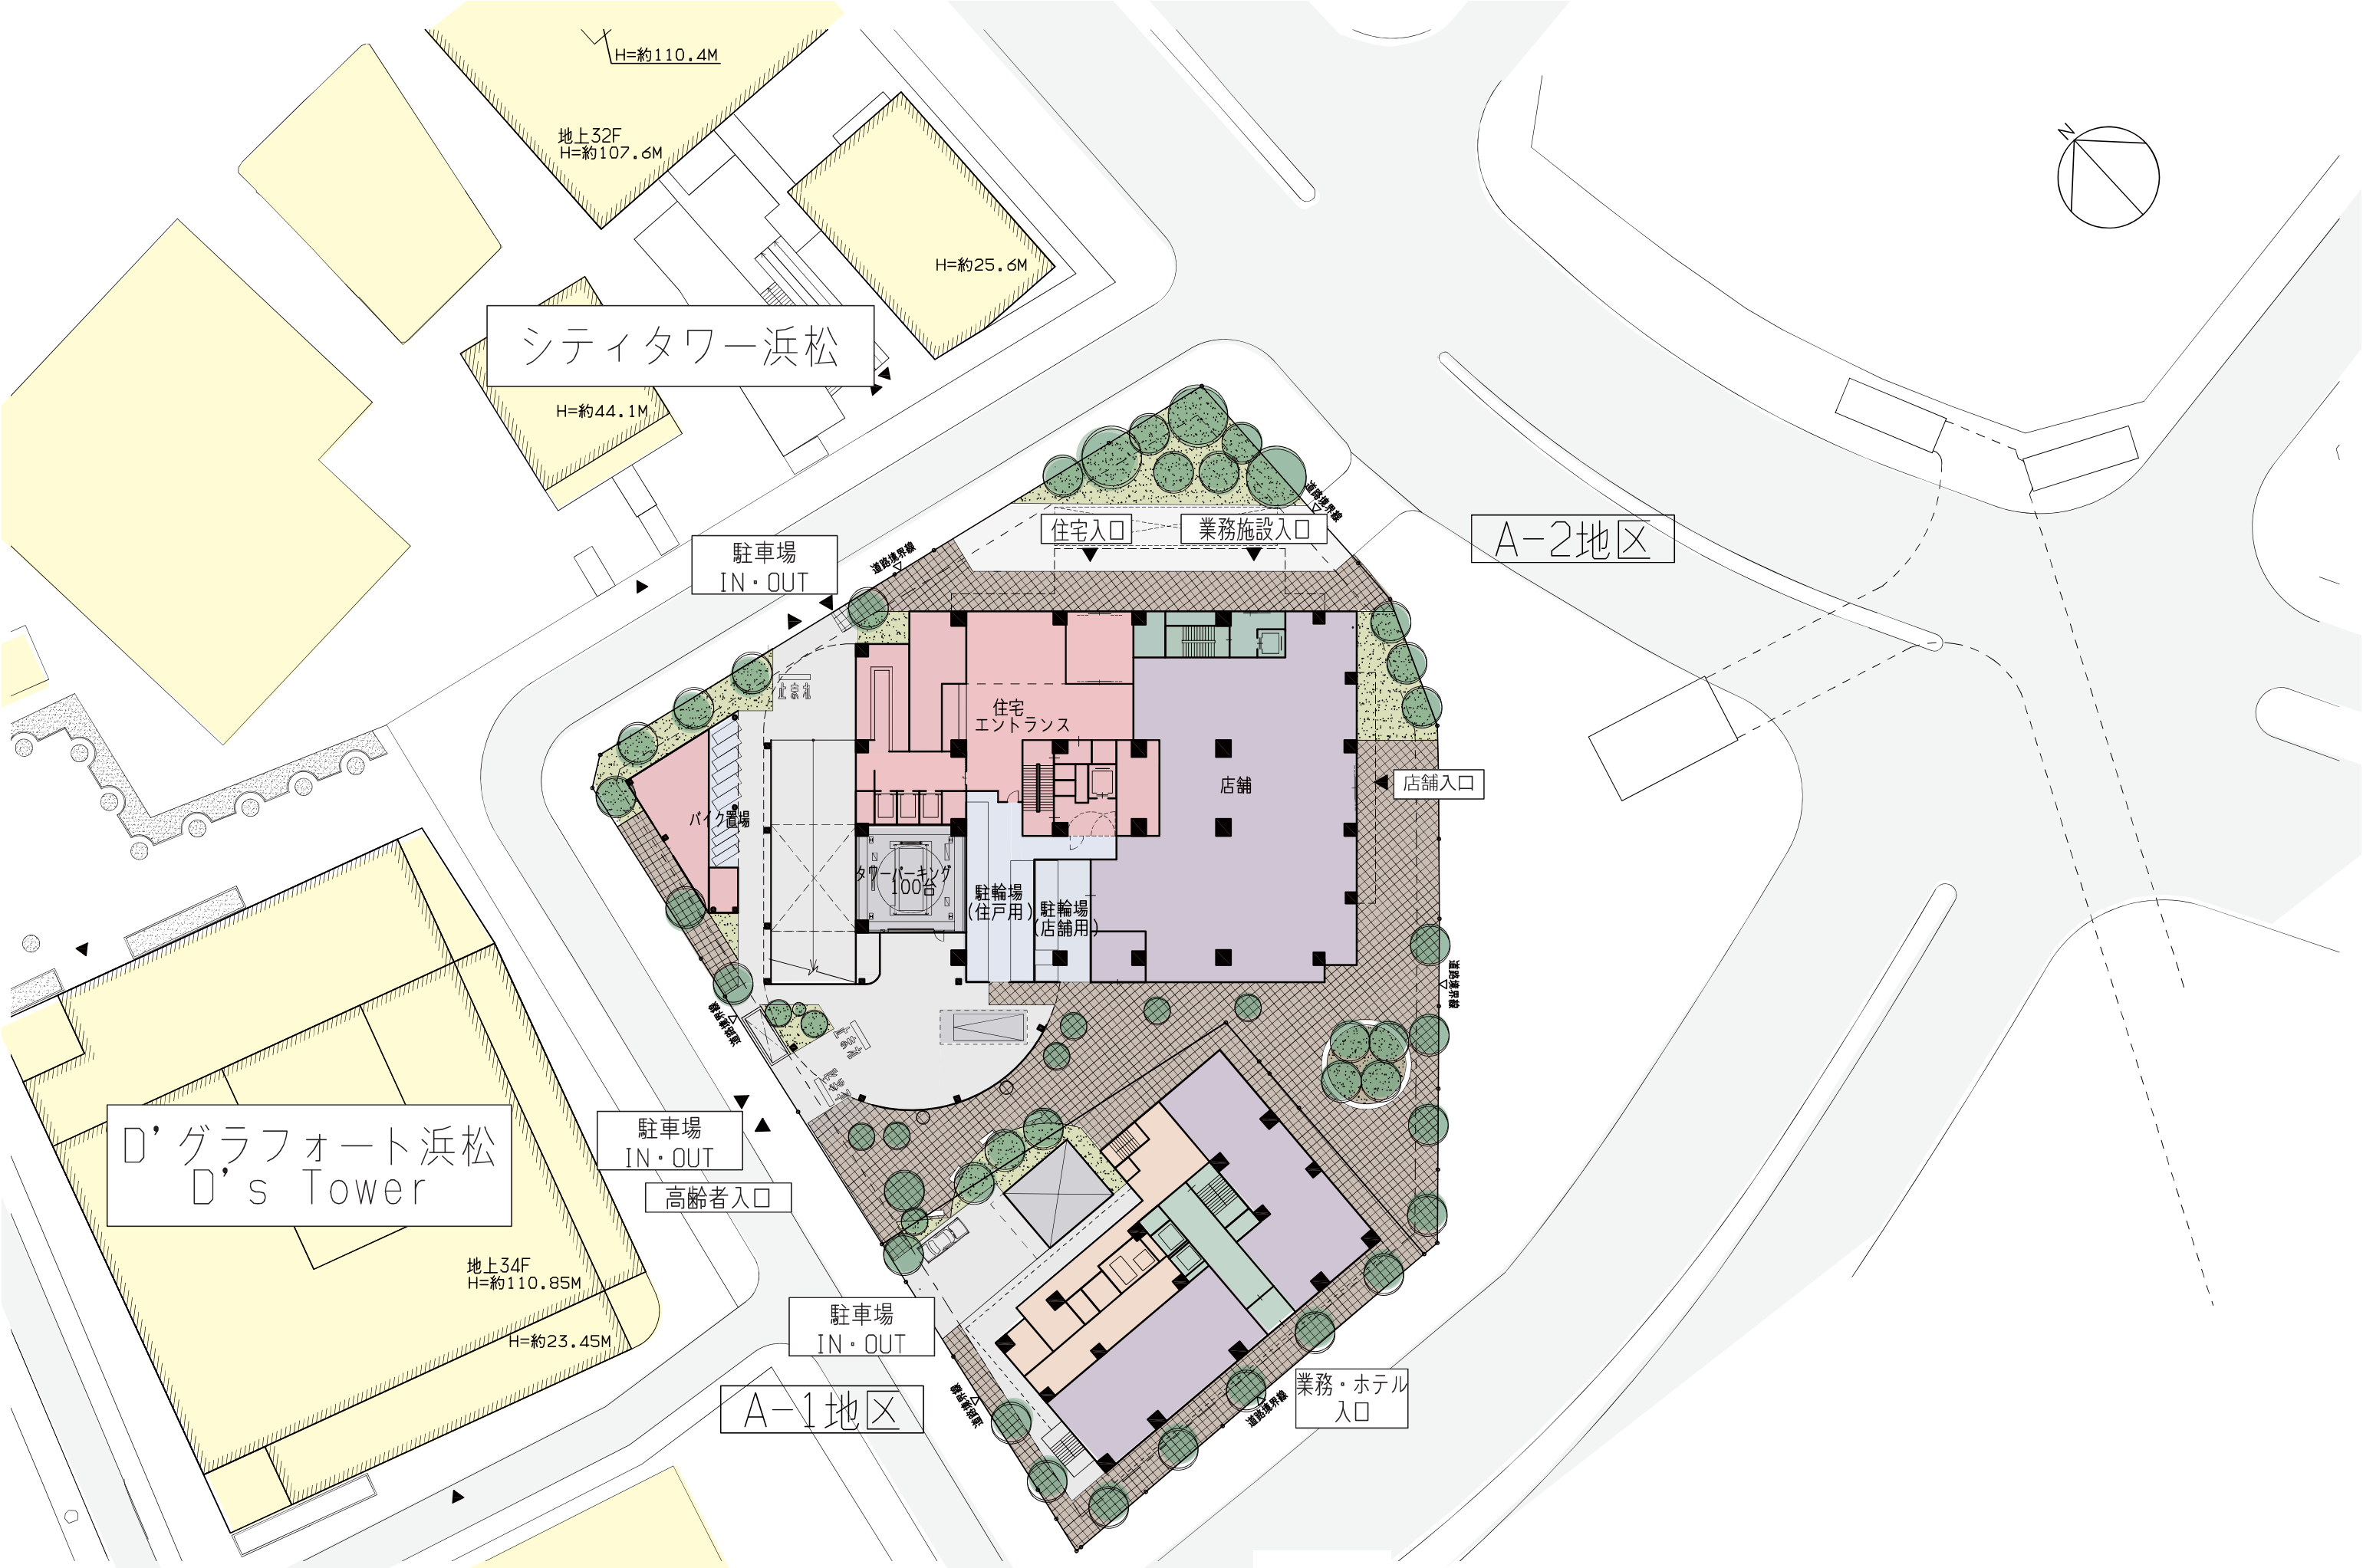 H=約110.4M
地上32F
H=約107.6M
N
H=約25.6M
シティタワー浜松
H=約44.1M
道路境界線
住宅入口
業務施設入口
A-2地区
駐車場
IN・OUT
道路境界線
住宅
エントランス
店舗
店舗入口
バイク置場
タワーパーキング
100台
駐輪場
(住戸用)
駐輪場
(店舗用)
道路境界線
道路境界線
D'グラフォート浜松
D's Tower
駐車場
IN・OUT
高齢者入口
地上34F
H=約110.85M
H=約23.45M
駐車場
IN・OUT
A-1地区
道路境界線
道路境界線
業務・ホテル
入口